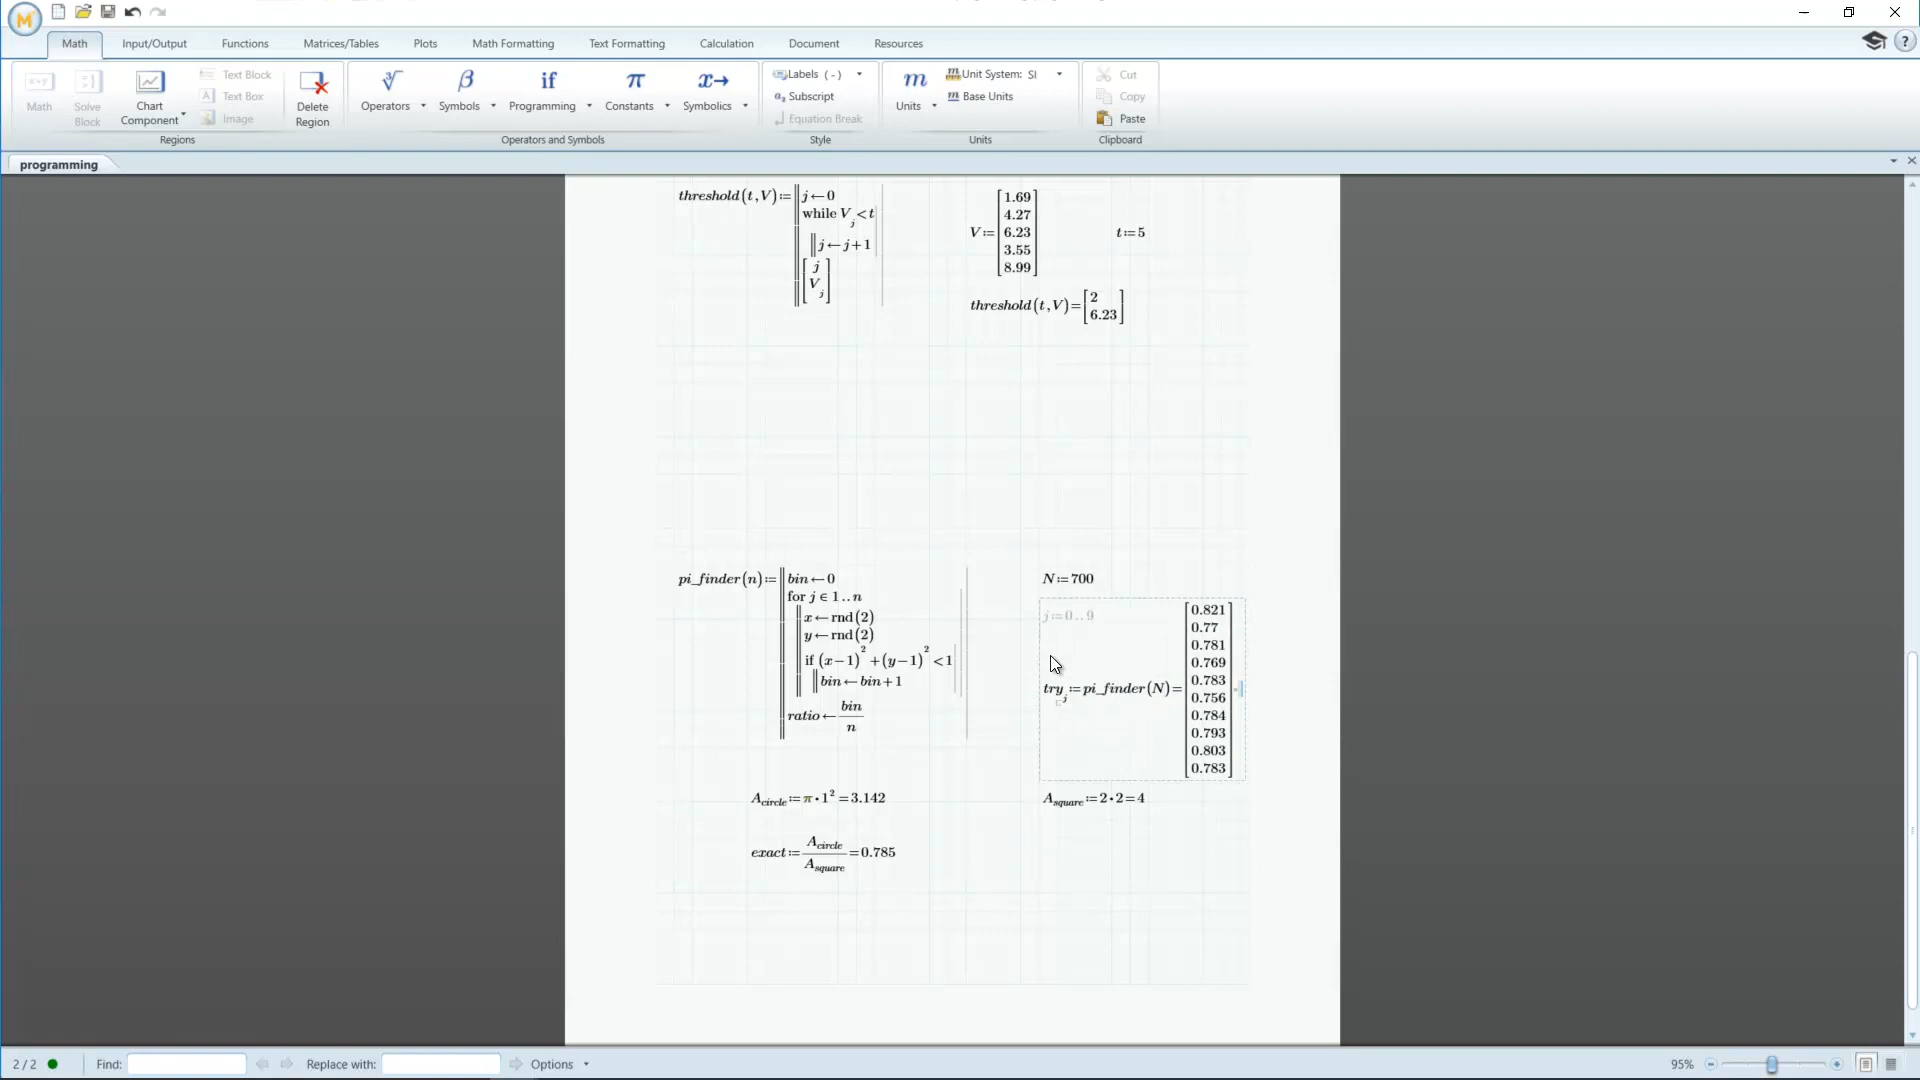 Math Input/Output Functions Matrices/Tables Plots Math Formatting Text Formatting Calculation Document Resources
Math
Solve Block
Chart Component
Text Block
Text Box
Image
Delete Region
Regions
Operators
Symbols
if
Programming
π
Constants
Symbolics
Operators and Symbols
Labels (-)
Subscript
Equation Break
Style
Units
Unit System: SI
Base Units
Units
Cut
Copy
Paste
Clipboard
programming
threshold(t,V):=
j←0
while V_j<t
j←j+1
[j
V_j]
V:=[1.69
4.27
6.23
3.55
8.99]
t:=5
threshold(t,V)=[2
6.23]
pi_finder(n):=
bin←0
for j∈1..n
x←rnd(2)
y←rnd(2)
if (x−1)²+(y−1)²<1
bin←bin+1
ratio←bin/n
N:=700
j:=0..9
try_j:=pi_finder(N)=[0.821
0.77
0.781
0.769
0.783
0.756
0.784
0.793
0.803
0.783]
A_circle:=π·1²=3.142
A_square:=2·2=4
exact:=A_circle/A_square=0.785
2 / 2 Find: Replace with: Options 95%